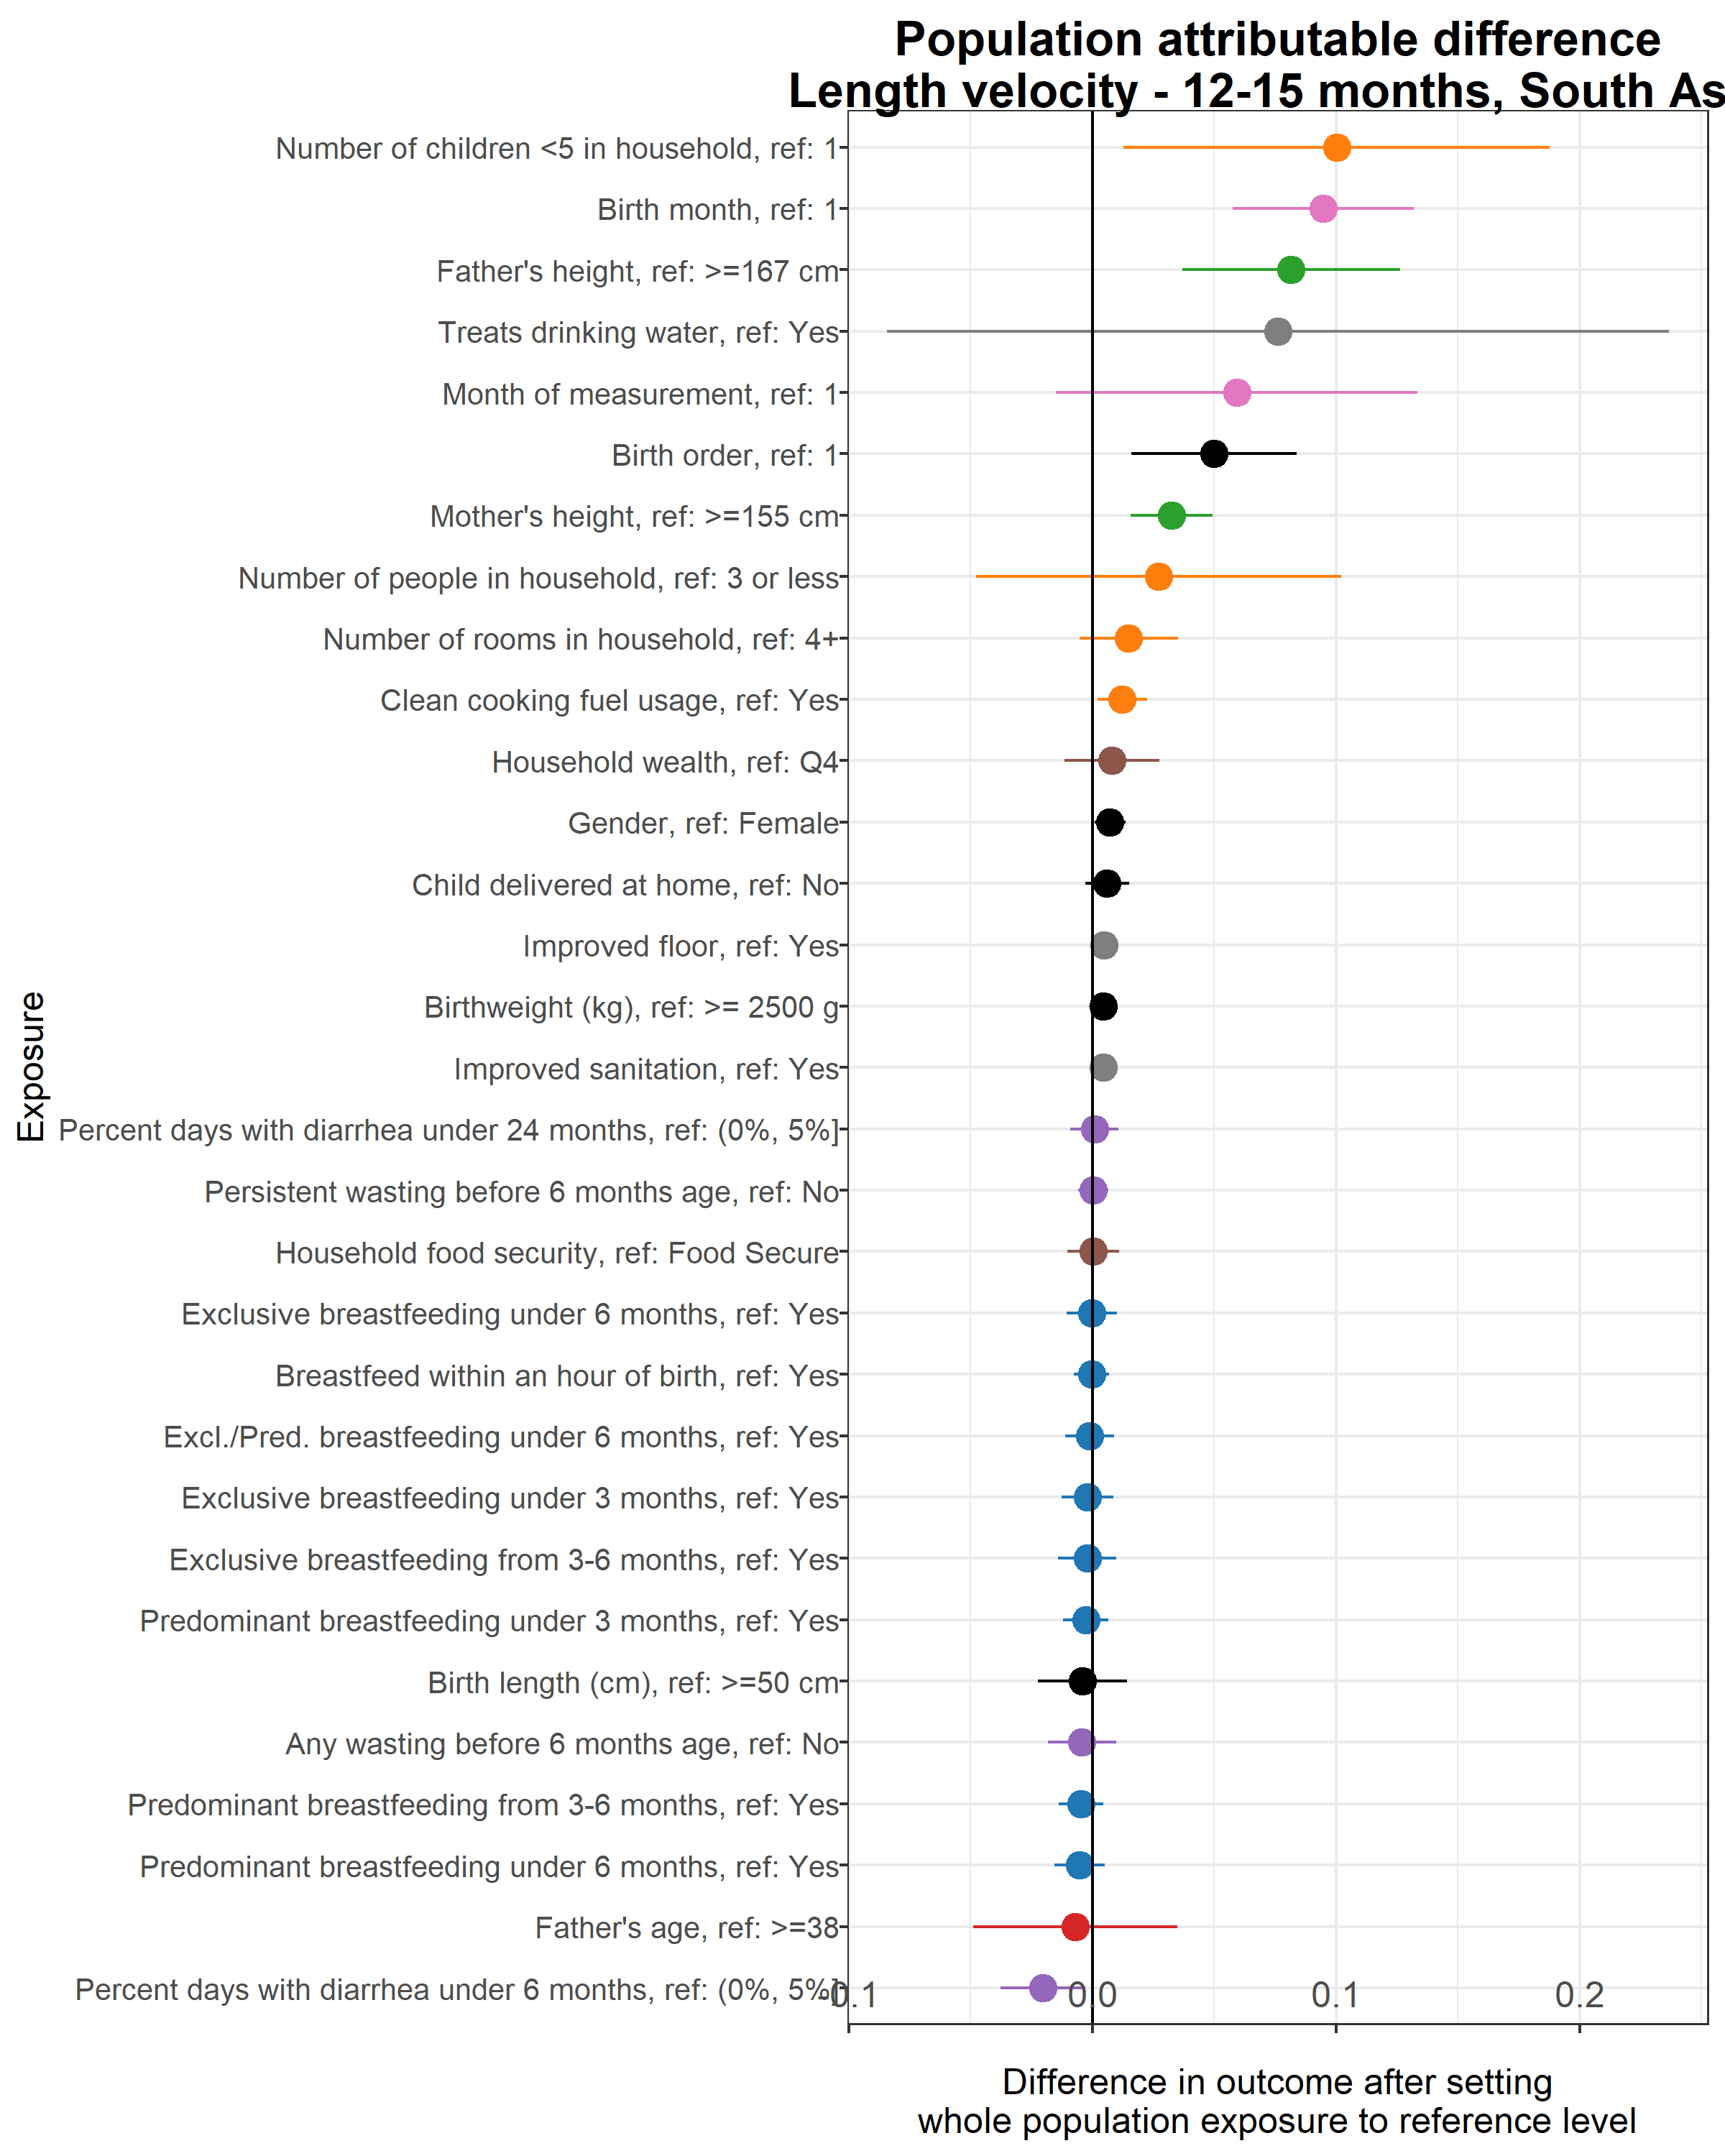 Population attributable difference
Length velocity - 12-15 months, South As
Number of children <5 in household, ref: 1
Birth month, ref: 1
Father's height, ref: >=167 cm
Treats drinking water, ref: Yes
Month of measurement, ref: 1
Birth order, ref: 1
Mother's height, ref: >=155 cm
Number of people in household, ref: 3 or less
Number of rooms in household, ref: 4+
Clean cooking fuel usage, ref: Yes
Household wealth, ref: Q4
Gender, ref: Female
Child delivered at home, ref: No
Improved floor, ref: Yes
Birthweight (kg), ref: >= 2500 g
Improved sanitation, ref: Yes
Percent days with diarrhea under 24 months, ref: (0%, 5%]
Persistent wasting before 6 months age, ref: No
Household food security, ref: Food Secure
Exclusive breastfeeding under 6 months, ref: Yes
Breastfeed within an hour of birth, ref: Yes
Excl./Pred. breastfeeding under 6 months, ref: Yes
Exclusive breastfeeding under 3 months, ref: Yes
Exclusive breastfeeding from 3-6 months, ref: Yes
Predominant breastfeeding under 3 months, ref: Yes
Birth length (cm), ref: >=50 cm
Any wasting before 6 months age, ref: No
Predominant breastfeeding from 3-6 months, ref: Yes
Predominant breastfeeding under 6 months, ref: Yes
Father's age, ref: >=38
Percent days with diarrhea under 6 months, ref: (0%, 5%]
Exposure
-0.1 0.0 0.1 0.2
Difference in outcome after setting
whole population exposure to reference level